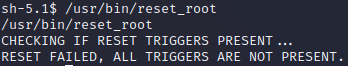 sh-5.1$ /usr/bin/reset_root
/usr/bin/reset_root
CHECKING IF RESET TRIGGERS PRESENT...
RESET FAILED, ALL TRIGGERS ARE NOT PRESENT.